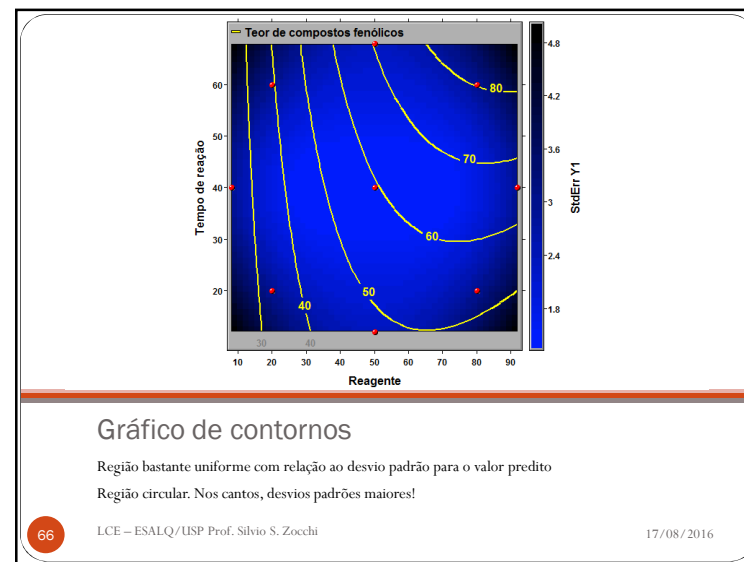 Teor de compostos fenólicos
80
70
60
50
40
30 40
60
50
40
30
20
Tempo de reação
10 20 30 40 50 60 70 80 90
Reagente
4.8
4.2
3.6
3
2.4
1.8
StdErr Y1
Gráfico de contornos
Região bastante uniforme com relação ao desvio padrão para o valor predito
Região circular. Nos cantos, desvios padrões maiores!
66 LCE – ESALQ/USP Prof. Silvio S. Zocchi 17/08/2016